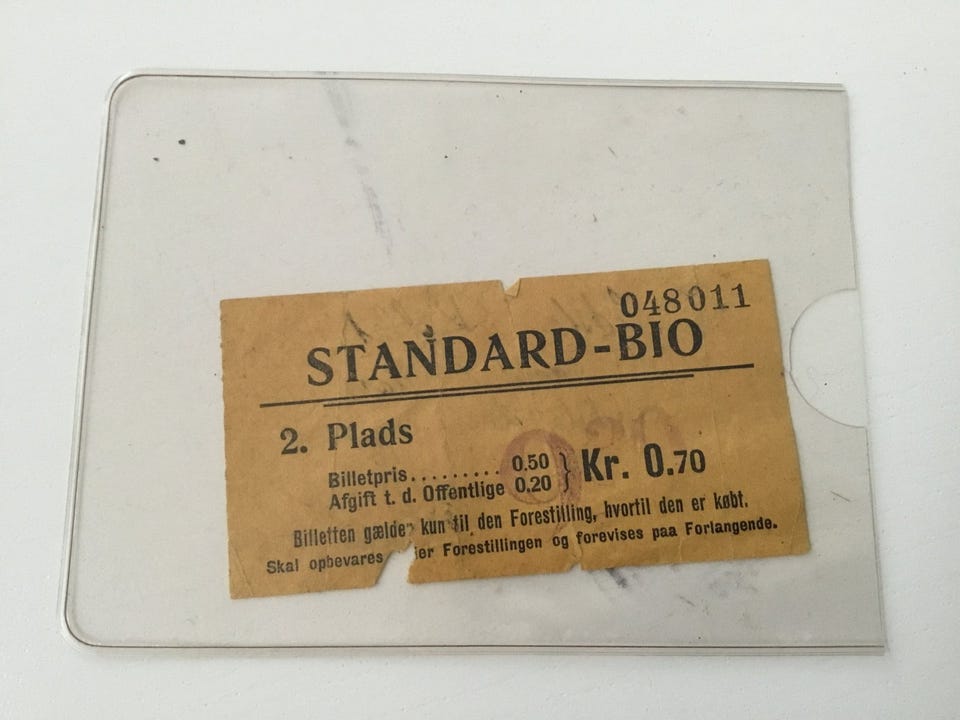 048011
STANDARD-BIO
2. Plads
Billetpris......... 0.50
Afgift t. d. Offentlige 0.20
Kr. 0.70
9
Billetten gælder kun til den Forestilling, hvortil den er købt.
Skal opbevares Forestillingen og forevises paa Forlangende.